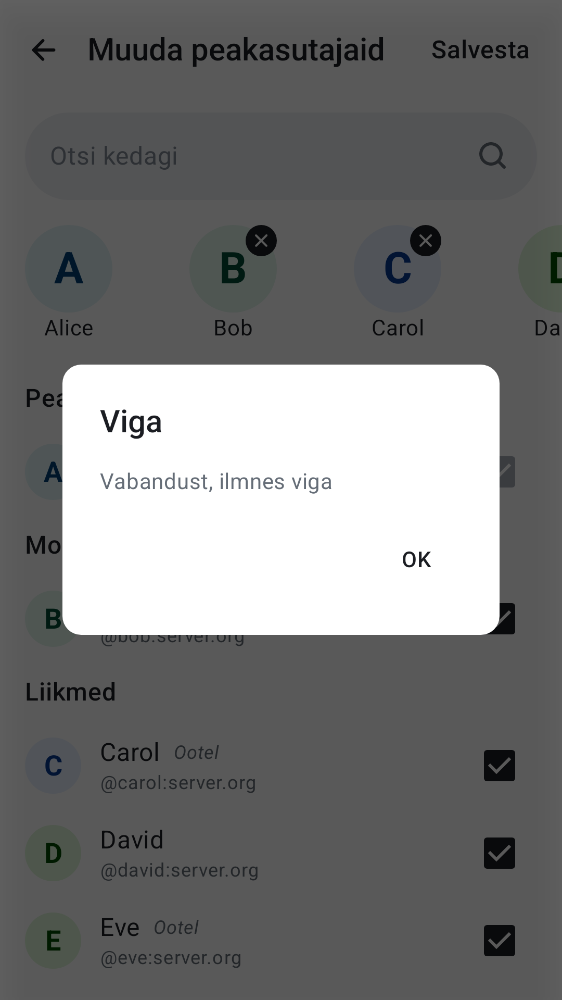 Muuda peakasutajaid
Salvesta
Otsi kedagi
A
B
C
D
Alice
Bob
Carol
Da
Pea
A
Viga
Vabandust, ilmnes viga
OK
Mo
B
@bob:server.org
Liikmed
C
Carol Ootel
@carol:server.org
D
David
@david:server.org
E
Eve Ootel
@eve:server.org